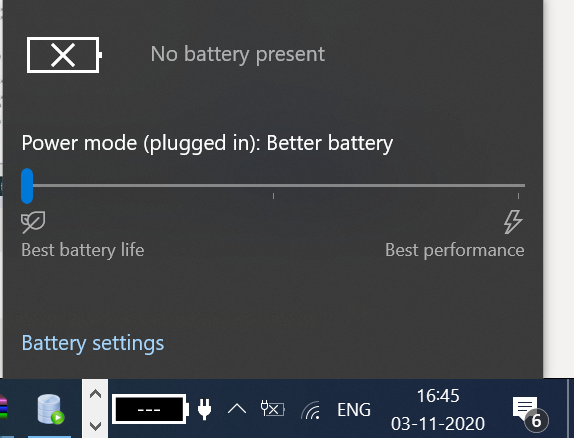 No battery present
Power mode (plugged in): Better battery
Best battery life
Best performance
Battery settings
---
ENG
16:45
03-11-2020
6